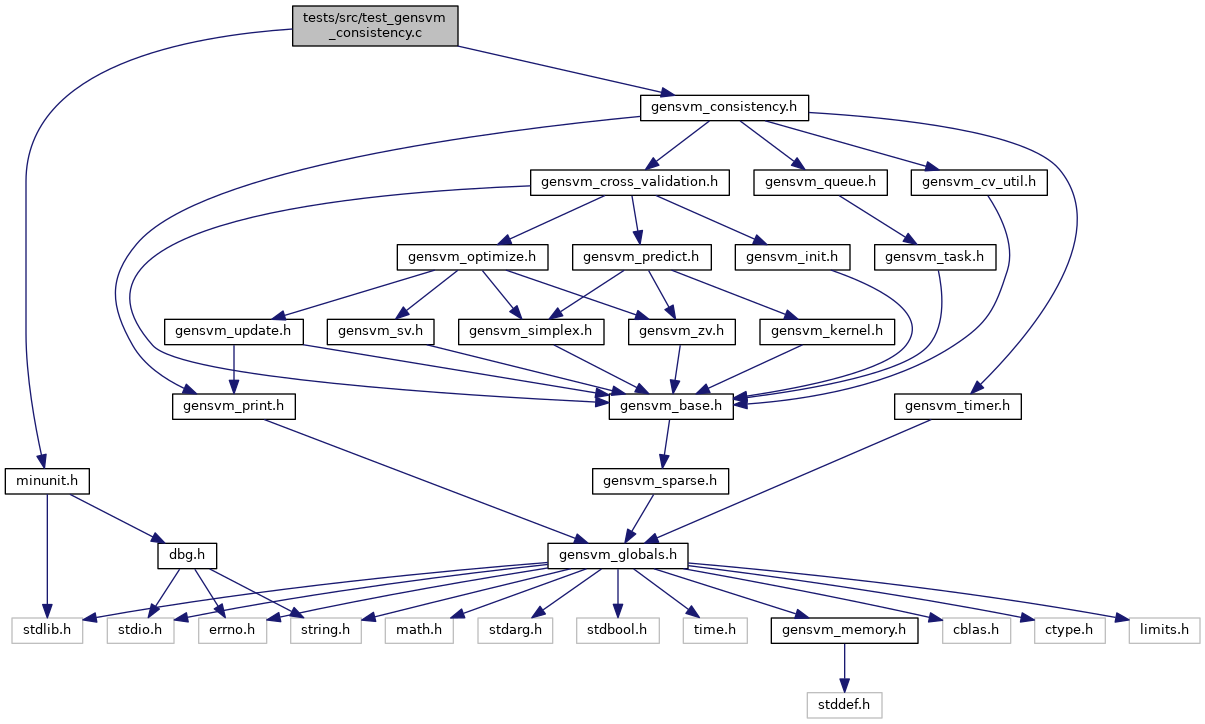 tests/src/test_gensvm
_consistency.c
gensvm_consistency.h
gensvm_cross_validation.h
gensvm_queue.h
gensvm_cv_util.h
gensvm_optimize.h
gensvm_predict.h
gensvm_init.h
gensvm_task.h
gensvm_update.h
gensvm_sv.h
gensvm_simplex.h
gensvm_zv.h
gensvm_kernel.h
gensvm_print.h
gensvm_base.h
gensvm_timer.h
minunit.h
gensvm_sparse.h
dbg.h
gensvm_globals.h
stdlib.h
stdio.h
errno.h
string.h
math.h
stdarg.h
stdbool.h
time.h
gensvm_memory.h
cblas.h
ctype.h
limits.h
stddef.h